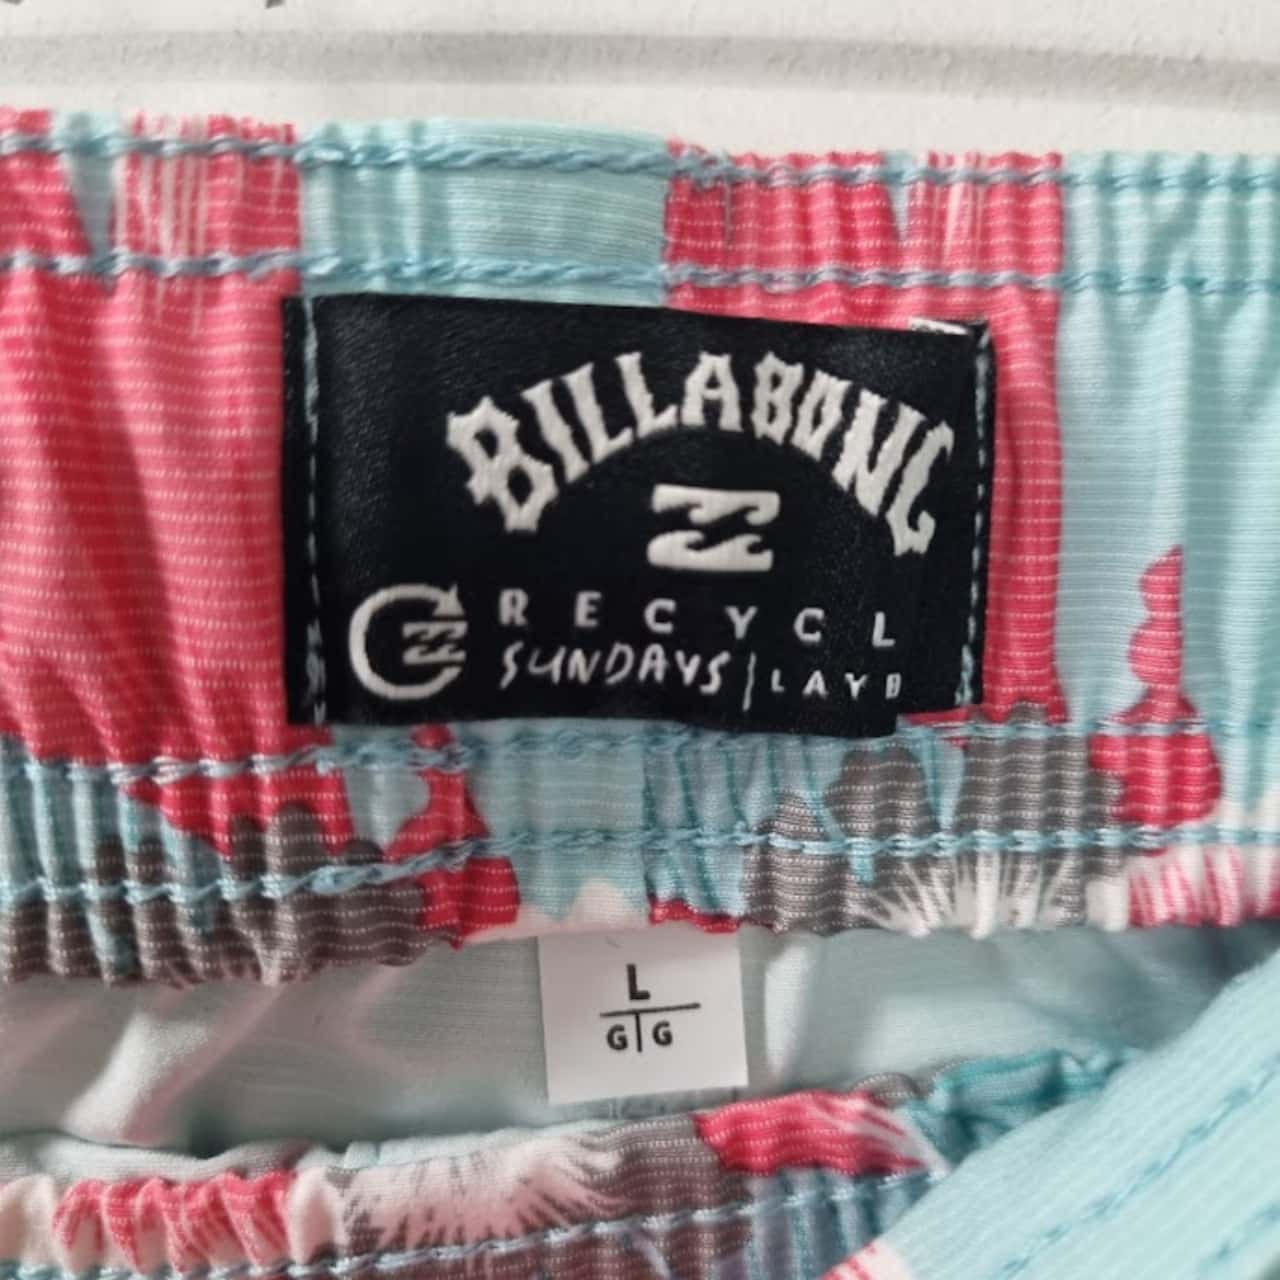 BILLABONG
RECYCL
SUNDAYS | LAYB
L
G | G